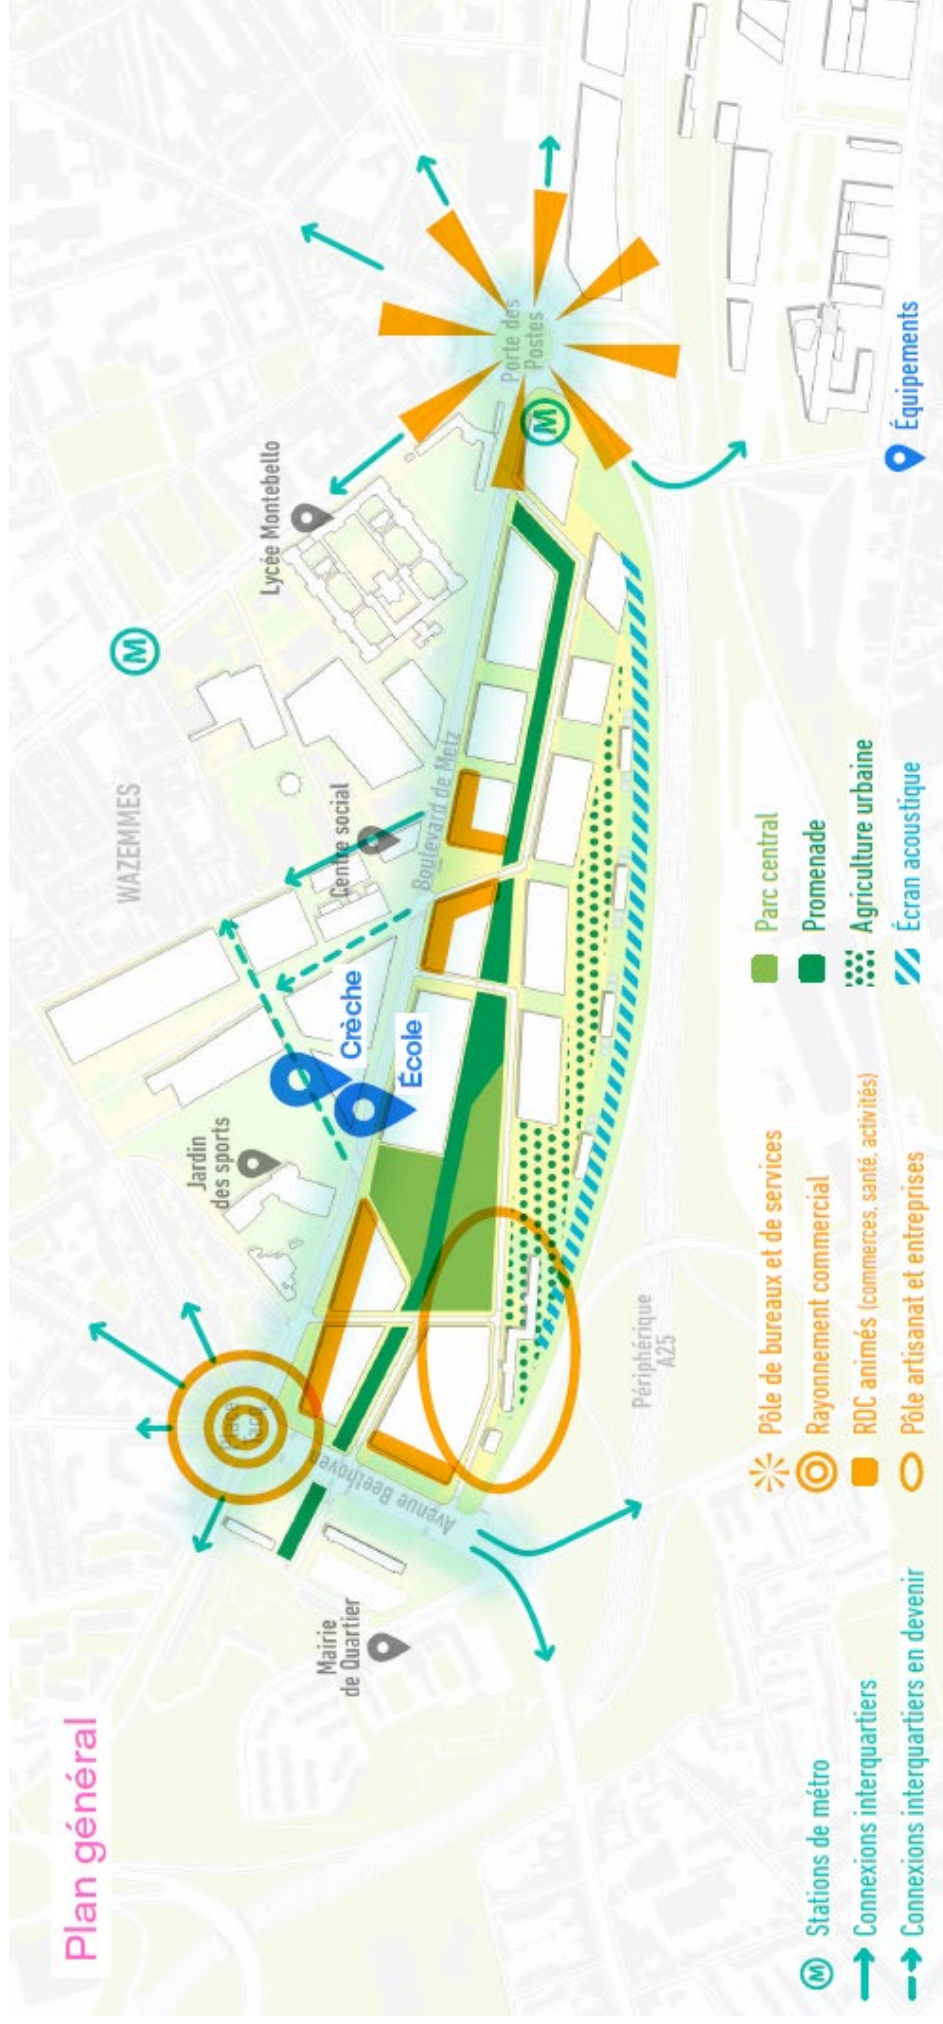 Plan général
WAZEMMES
Lycée Montebello
Jardin
des sports
Centre social
Crèche
École
Mairie
de Quartier
Place
Boulevard de Metz
Avenue Beethoven
Porte des
Postes
M
M
Périphérique
A25
M Stations de métro
Connexions interquartiers
Connexions interquartiers en devenir
Pôle de bureaux et de services
Rayonnement commercial
RDC animés (commerces, santé, activités)
Pôle artisanat et entreprises
Parc central
Promenade
Agriculture urbaine
Écran acoustique
Équipements